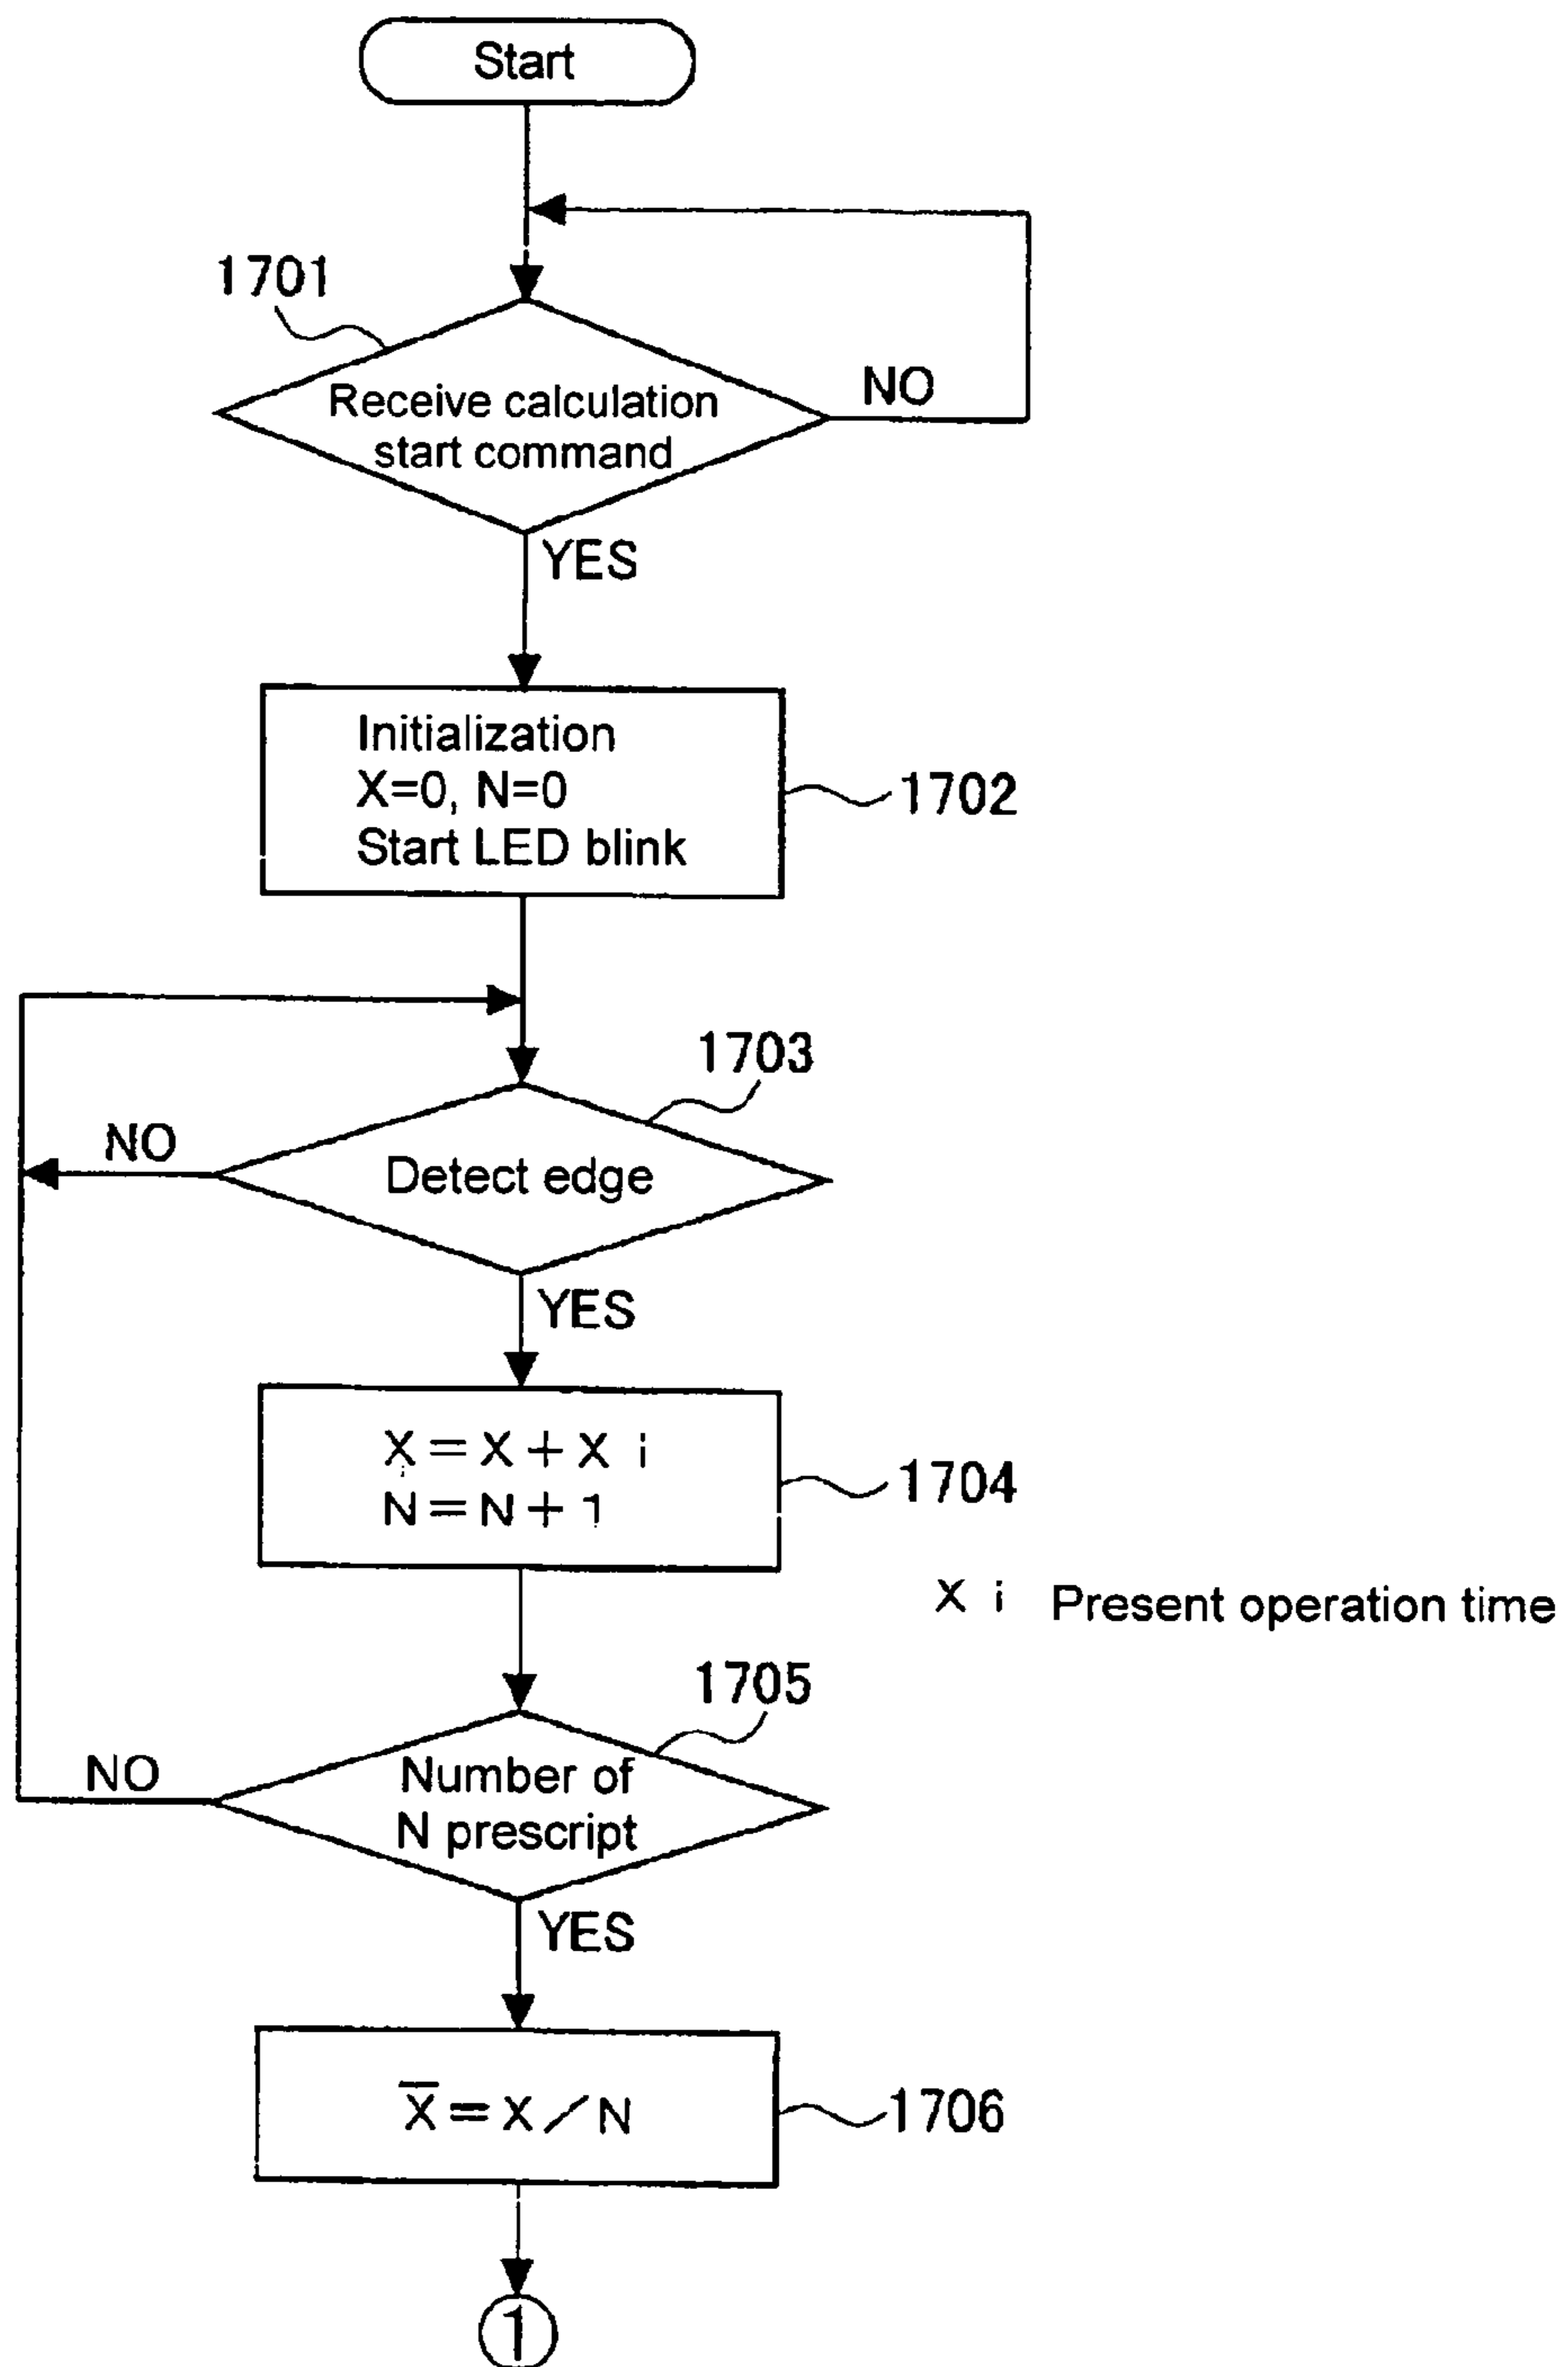 Start
1701
Receive calculation
start command
NO
YES
Initialization
X=0, N=0
Start LED blink
1702
1703
NO
Detect edge
YES
X=X+X i
N=N+1
1704
X i Present operation time
1705
NO
Number of
N prescript
YES
X̅=X/N
1706
1